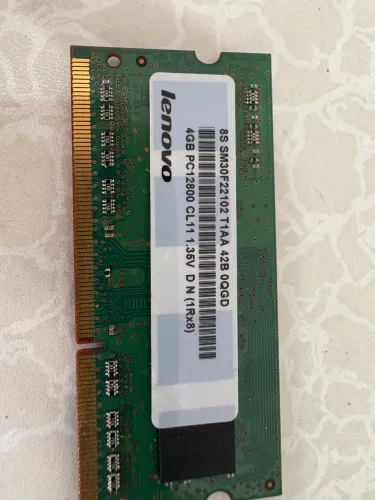 lenovo
8S SM30F22102 T1AA 42B 0QGD
4GB PC12800 CL11 1.35V D N (1Rx8)